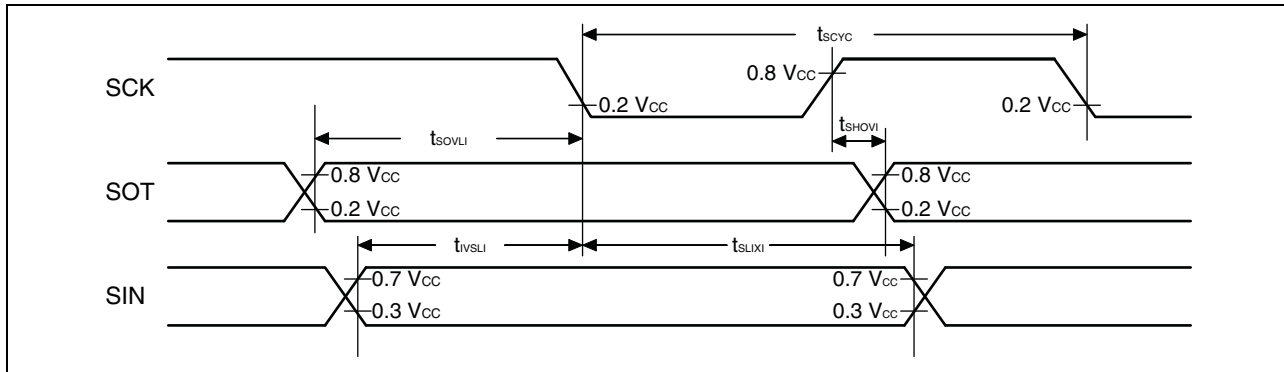 tSCYC
SCK
0.8 VCC
0.2 VCC
0.2 VCC
tSOVLI
tSHOVI
SOT
0.8 VCC
0.2 VCC
0.8 VCC
0.2 VCC
tIVSLI
tSLIXI
SIN
0.7 VCC
0.3 VCC
0.7 VCC
0.3 VCC